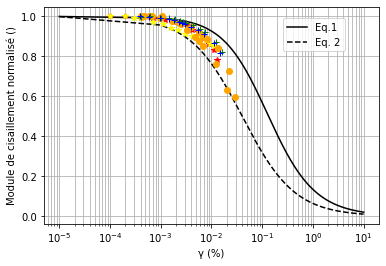 Module de cisaillement normalisé ()
1.0
0.8
0.6
0.4
0.2
0.0
Eq.1
Eq. 2
10⁻⁵ 10⁻⁴ 10⁻³ 10⁻² 10⁻¹ 10⁰ 10¹
γ (%)